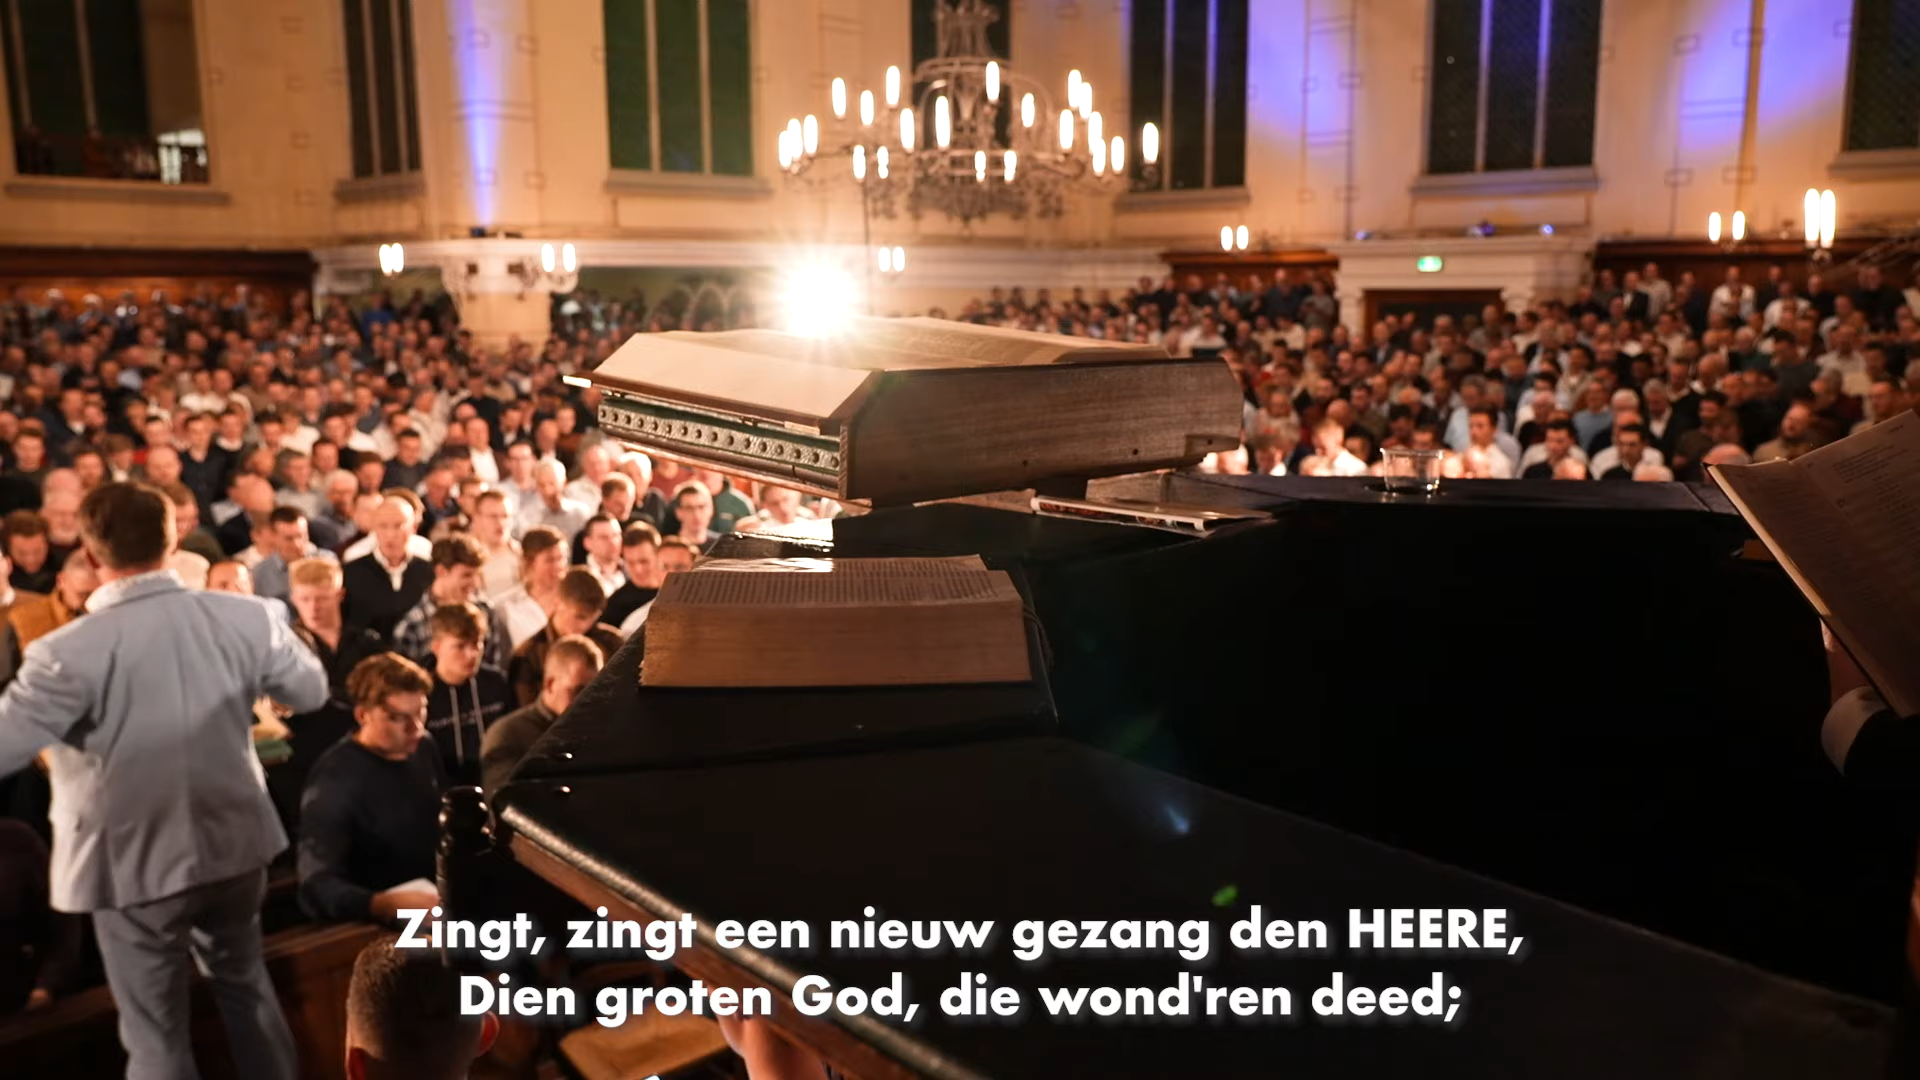 Zingt, zingt een nieuw gezang den HEERE,
Dien groten God, die wond'ren deed;